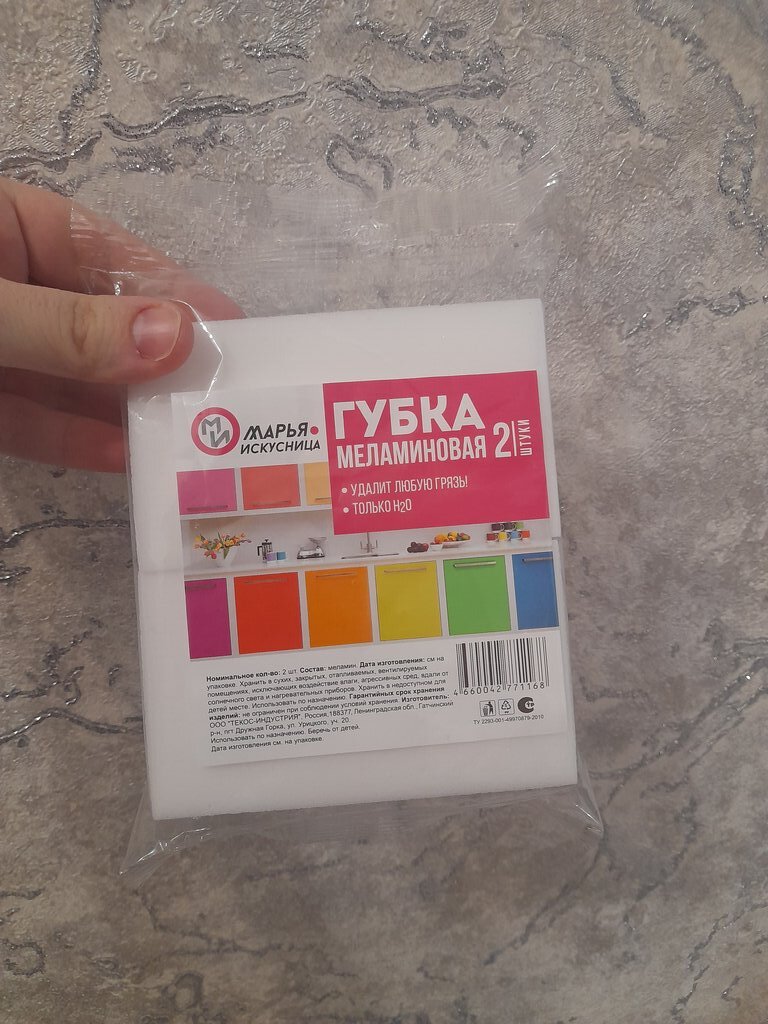 МИ
МАРЬЯ
ИСКУСНИЦА
ГУБКА
МЕЛАМИНОВАЯ 2 ШТУКИ
• УДАЛИТ ЛЮБУЮ ГРЯЗЬ!
• ТОЛЬКО H2O
Номинальное кол-во: 2 шт. Состав: меламин. Дата изготовления: см на
упаковке. Хранить в сухих, закрытых, отапливаемых, вентилируемых
помещениях, исключающих воздействие влаги, агрессивных сред, вдали от
солнечного света и нагревательных приборов. Хранить в недоступном для
детей месте. Использовать по назначению. Гарантийный срок хранения
изделий: не ограничен при соблюдении условий хранения. Изготовитель:
ООО "ТЕКОС-ИНДУСТРИЯ", Россия,188377, Ленинградская обл., Гатчинский
р-н, пгт Дружная Горка, ул. Урицкого, уч. 20.
Использовать по назначению. Беречь от детей.
Дата изготовления см. на упаковке.
4 660042 771168
ТУ 2293-001-49970879-2010